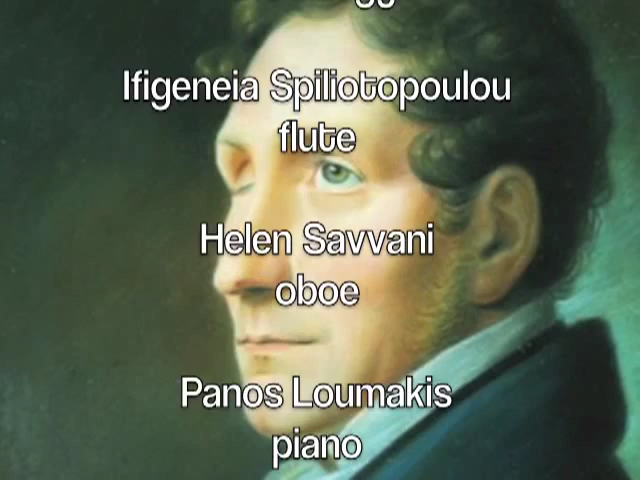 Ifigeneia Spiliotopoulou
flute
Helen Savvani
oboe
Panos Loumakis
piano